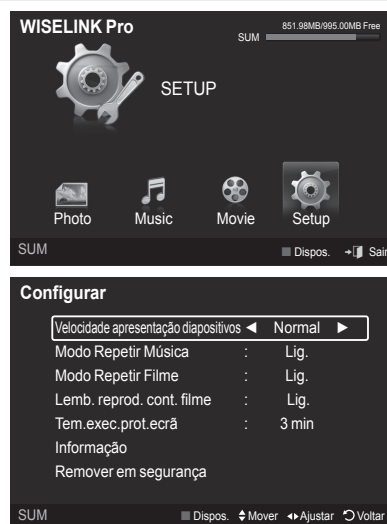 WISELINK Pro
851.98MB/995.00MB Free
SUM
SETUP
Photo Music Movie Setup
SUM Dispos. Sair
Configurar
Velocidade apresentação diapositivos ◄ Normal ►
Modo Repetir Música : Lig.
Modo Repetir Filme : Lig.
Lemb. reprod. cont. filme : Lig.
Tem.exec.prot.ecrã : 3 min
Informação
Remover em segurança
SUM Dispos. Mover Ajustar Voltar